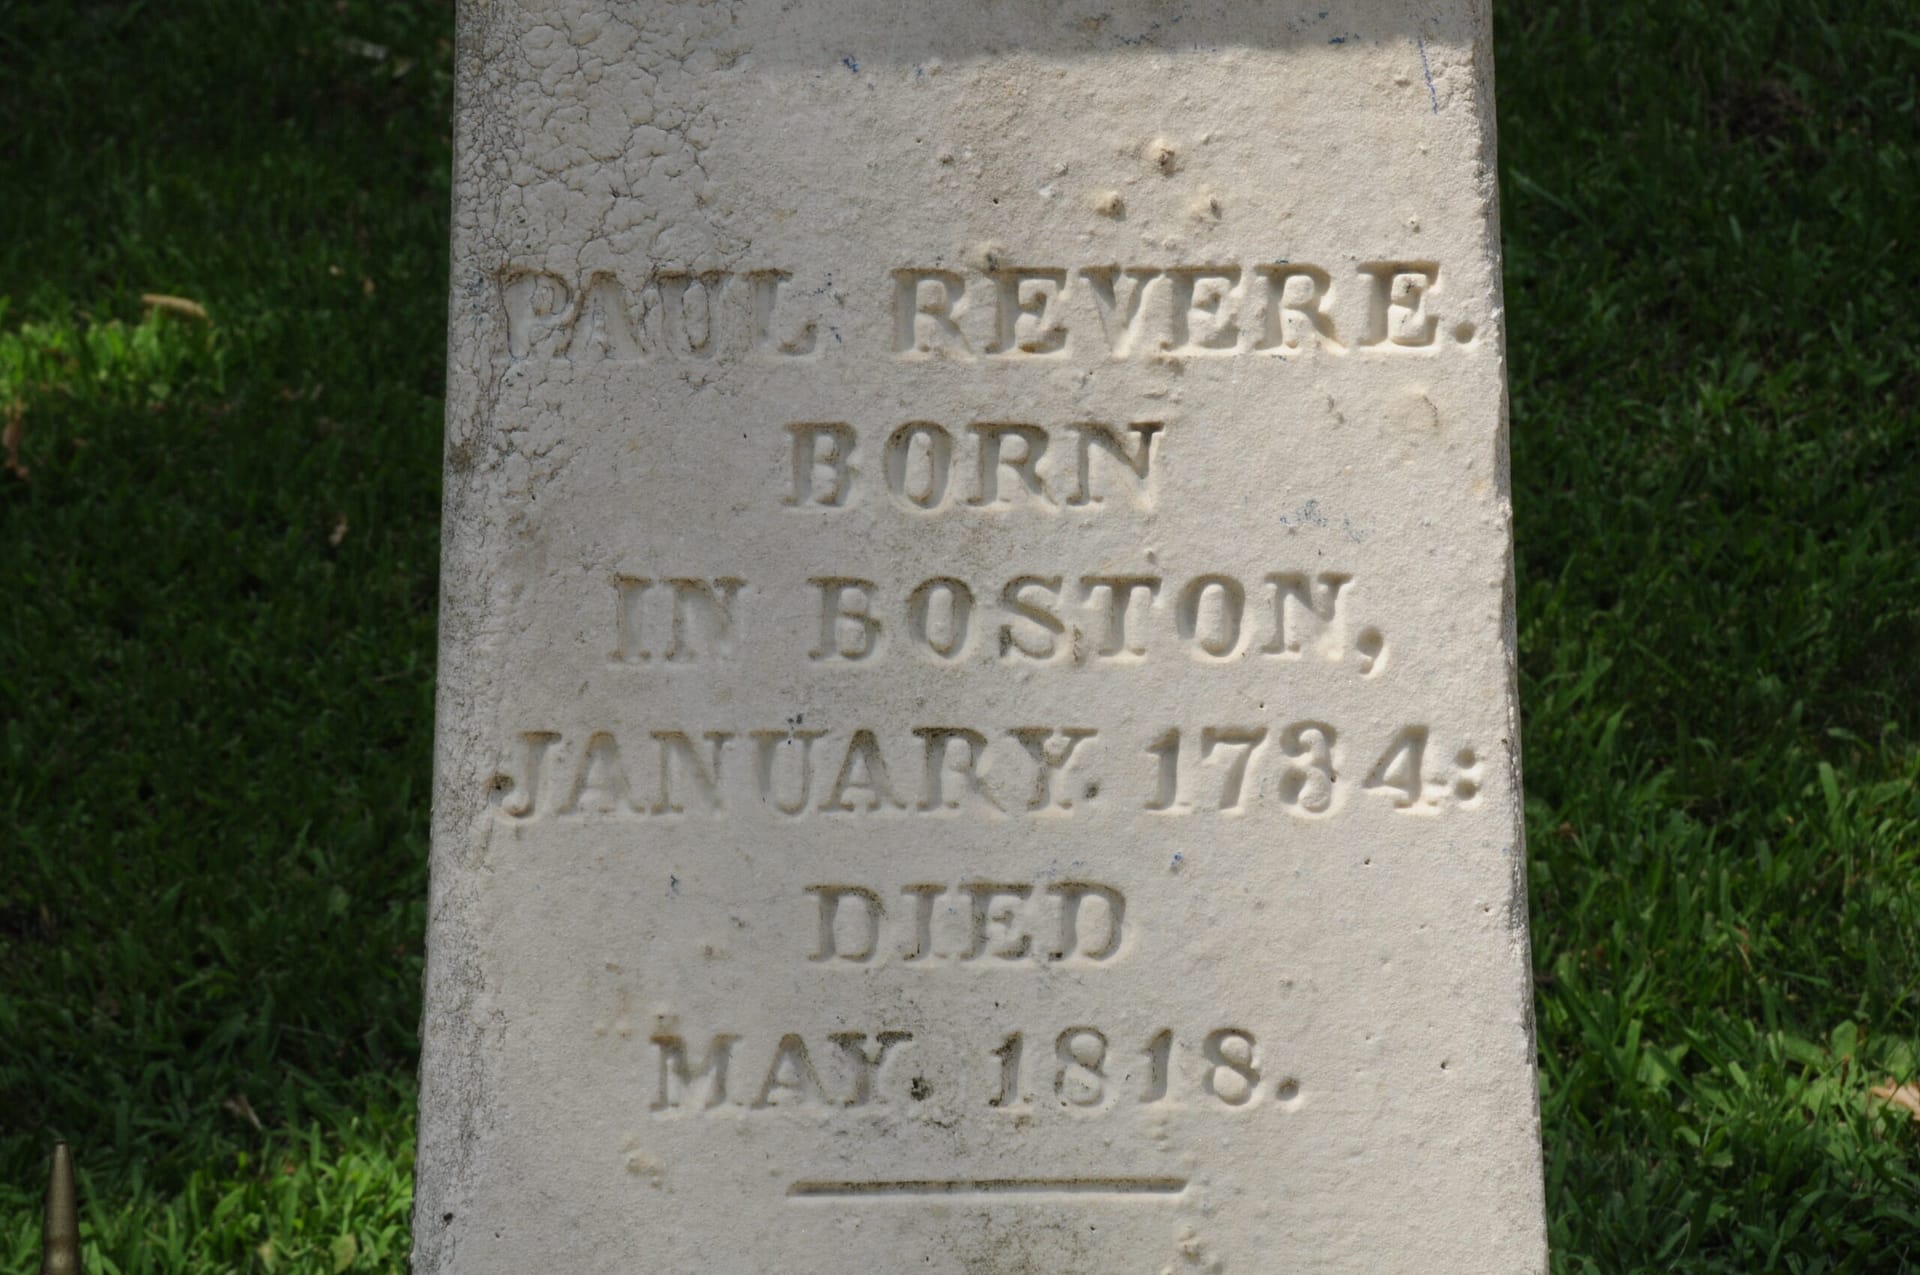 PAUL REVERE.
BORN
IN BOSTON,
JANUARY. 1734:
DIED
MAY. 1818.